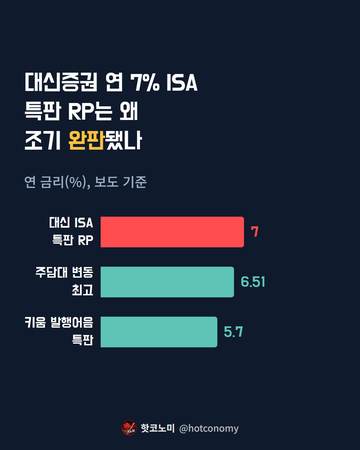 대신증권 연 7% ISA
특판 RP는 왜
조기 완판됐나
연 금리(%), 보도 기준
대신 ISA
특판 RP
7
주담대 변동
최고
6.51
키움 발행어음
특판
5.7
핫코노미 @hotconomy